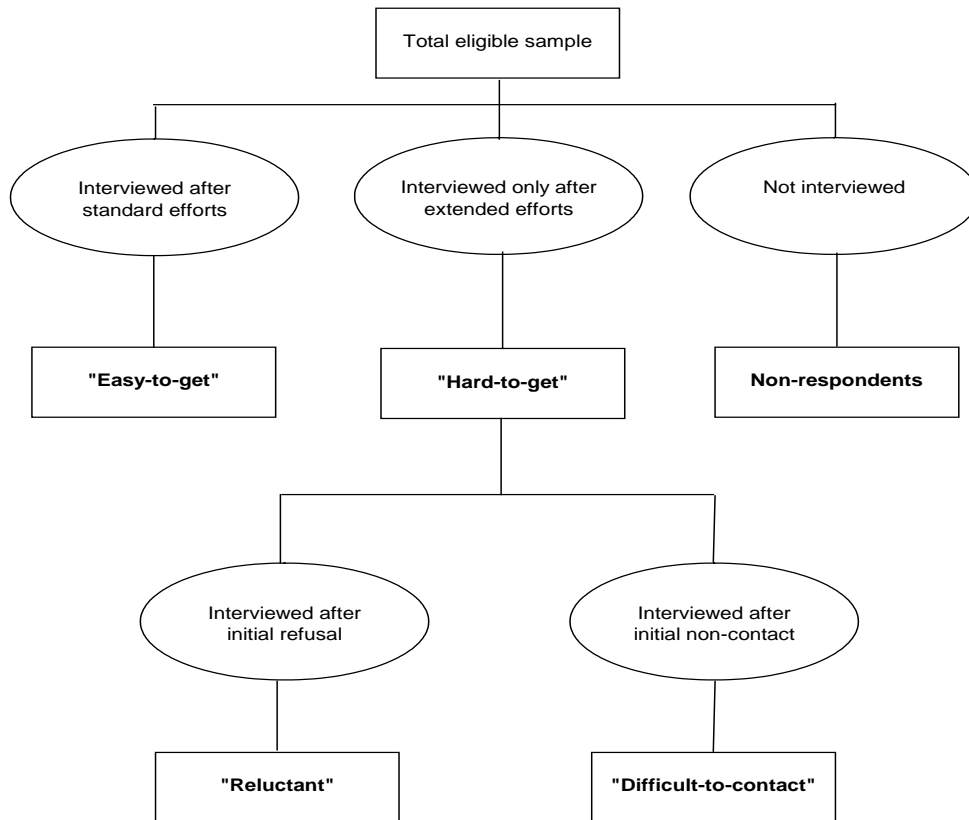 Total eligible sample
Interviewed after
standard efforts
Interviewed only after
extended efforts
Not interviewed
"Easy-to-get"
"Hard-to-get"
Non-respondents
Interviewed after
initial refusal
Interviewed after
initial non-contact
"Reluctant"
"Difficult-to-contact"